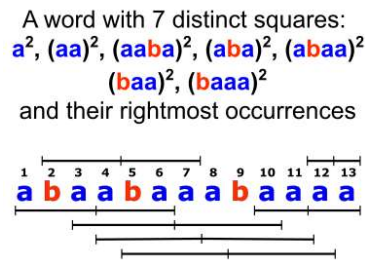 A word with 7 distinct squares:
a², (aa)², (aaba)², (aba)², (abaa)²
(baa)², (baaa)²
and their rightmost occurrences
1 2 3 4 5 6 7 8 9 10 11 12 13
a b a a b a a a b a a a a